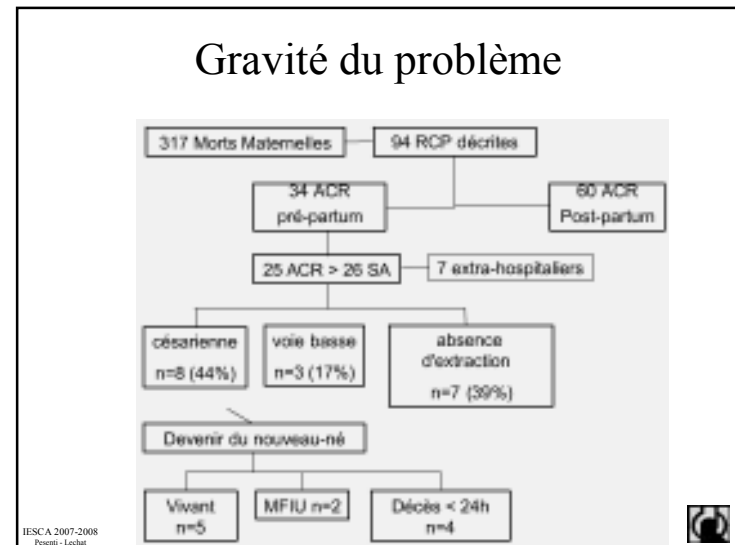 Gravité du problème
317 Morts Maternelles
94 RCP décrites
34 ACR
pré-partum
60 ACR
Post-partum
25 ACR > 26 SA
7 extra-hospitaliers
césarienne
n=8 (44%)
voie basse
n=3 (17%)
absence
d'extraction
n=7 (39%)
Devenir du nouveau-né
Vivant
n=5
MFIU n=2
Décès < 24h
n=4
IESCA 2007-2008
Pesenti - Lechat